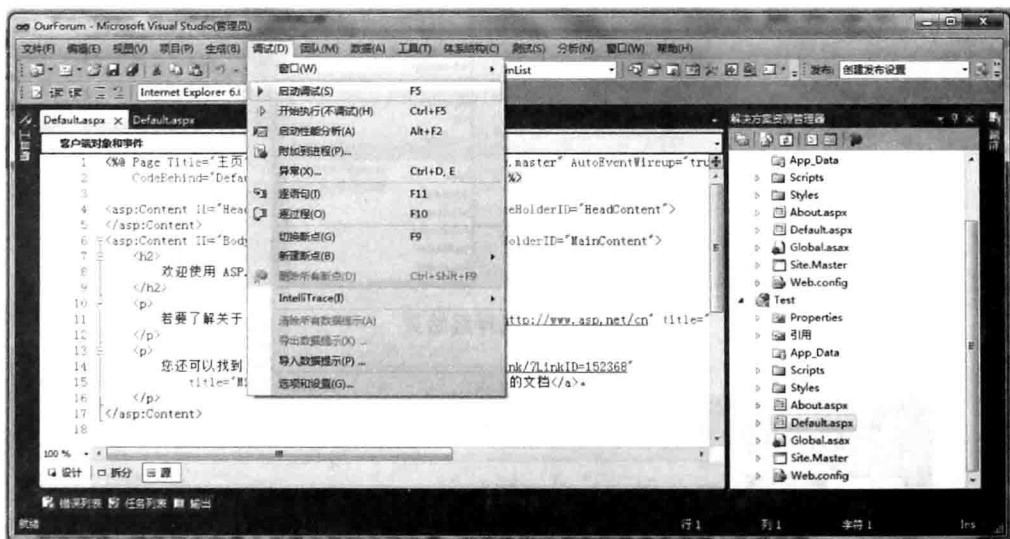 OurForum - Microsoft Visual Studio(管理员)
文件(F) 编辑(E) 视图(V) 项目(P) 生成(B) 调试(D) 团队(M) 数据(A) 工具(T) 体系结构(C) 测试(S) 分析(N) 窗口(W) 帮助(H)
mList 发布: 创建发布设置
Internet Explorer 6.(
窗口(W)
启动调试(S) F5
开始执行(不调试)(H) Ctrl+F5
启动性能分析(A) Alt+F2
附加到进程(P)...
异常(X)... Ctrl+D, E
逐语句(I) F11
逐过程(O) F10
切换断点(G) F9
新建断点(B)
删除所有断点(D) Ctrl+Shift+F9
IntelliTrace(I)
清除所有数据提示(A)
导出数据提示(X) ...
导入数据提示(P) ...
选项和设置(G)...
工具箱
Default.aspx × Default.aspx
客户端对象和事件
1 <%@ Page Title="主页 .master" AutoEventWireup="tru
2 CodeBehind="Defau %>
3
4 <asp:Content ID="Head eHolderID="HeadContent">
5 </asp:Content>
6 <asp:Content ID="Body HolderID="MainContent">
7 <h2>
8 欢迎使用 ASP.
9 </h2>
10 <p>
11 若要了解关于 http://www.asp.net/cn" title="
12 </p>
13 <p>
14 您还可以找到 nk/?LinkID=152368"
15 title="MS 的文档</a>。
16 </p>
17 </asp:Content>
18
100 %
设计 拆分 源
错误列表 任务列表 输出
就绪 行 1 列 1 字符 1 Ins
解决方案资源管理器
App_Data
Scripts
Styles
About.aspx
Default.aspx
Global.asax
Site.Master
Web.config
Test
Properties
引用
App_Data
Scripts
Styles
About.aspx
Default.aspx
Global.asax
Site.Master
Web.config